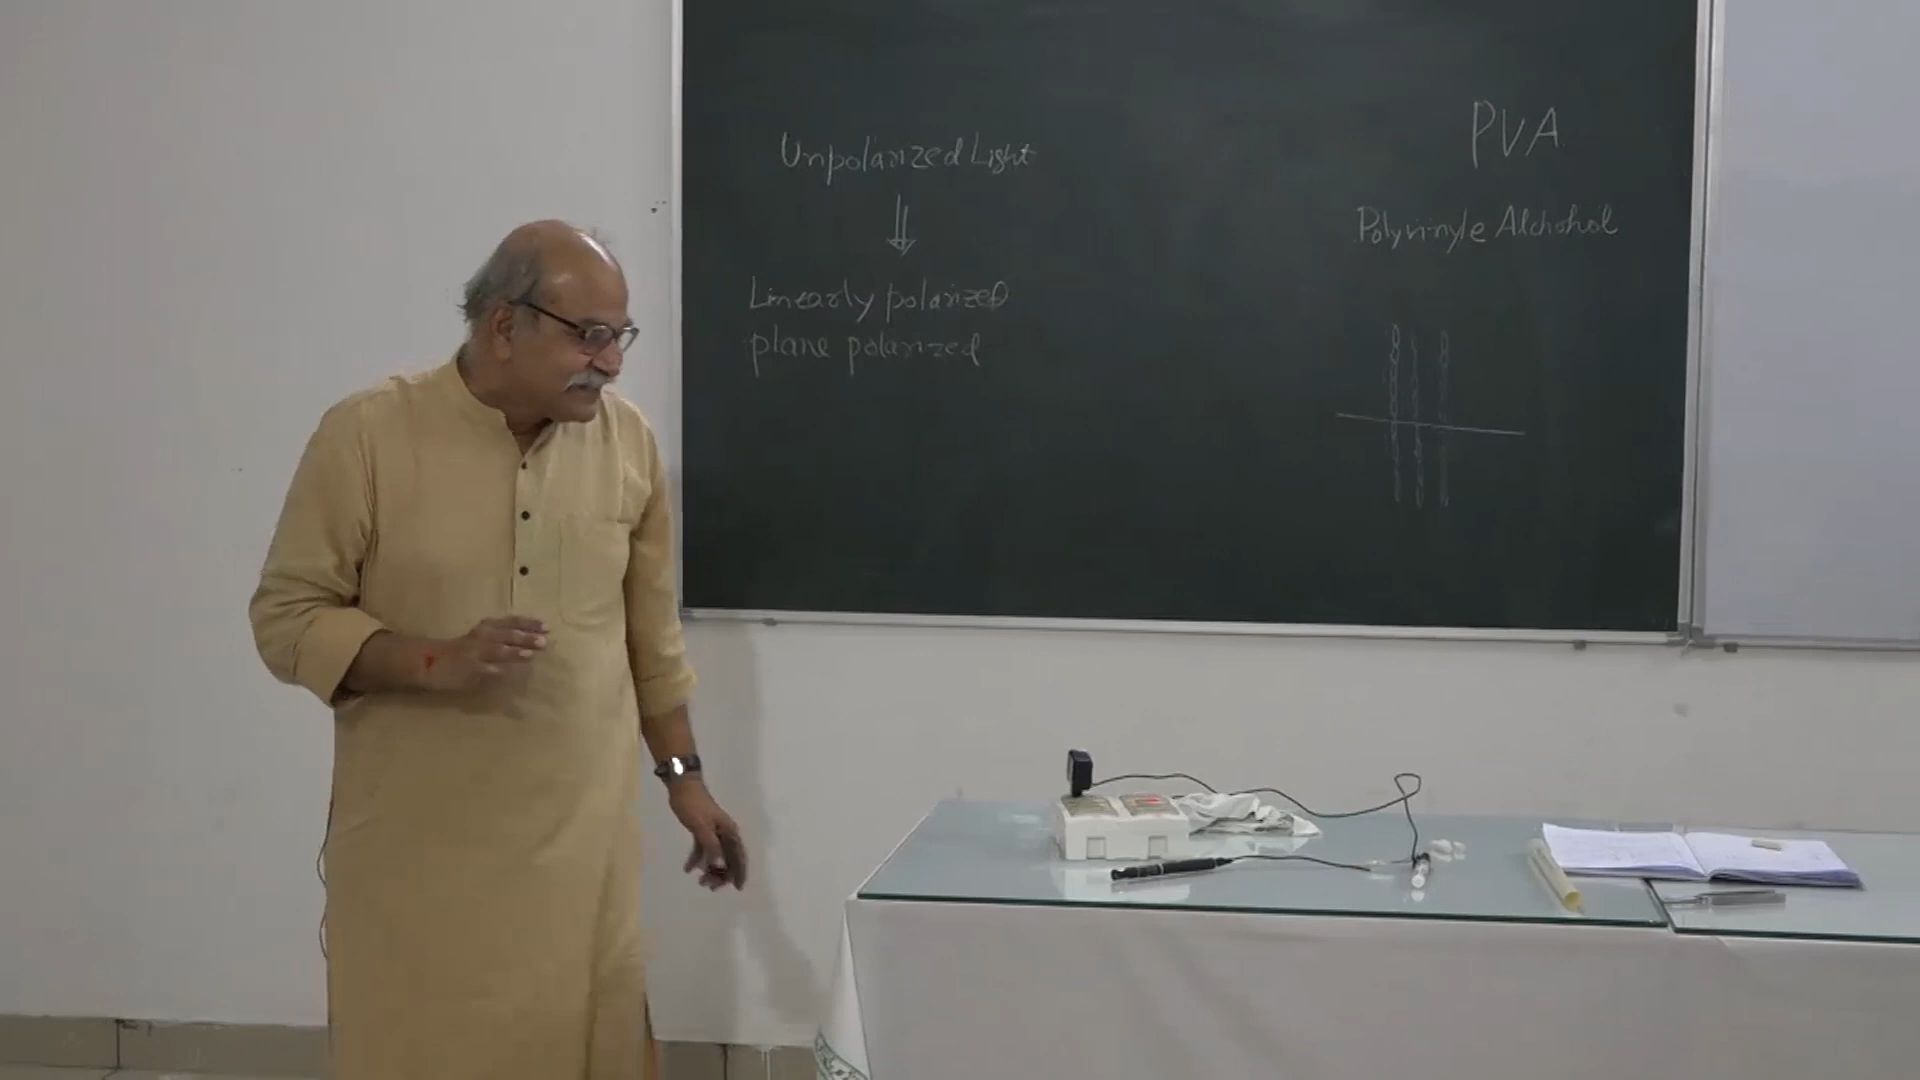 Unpolarized Light
Linearly polarized
plane polarized
PVA
Polyvinyle Alchohol